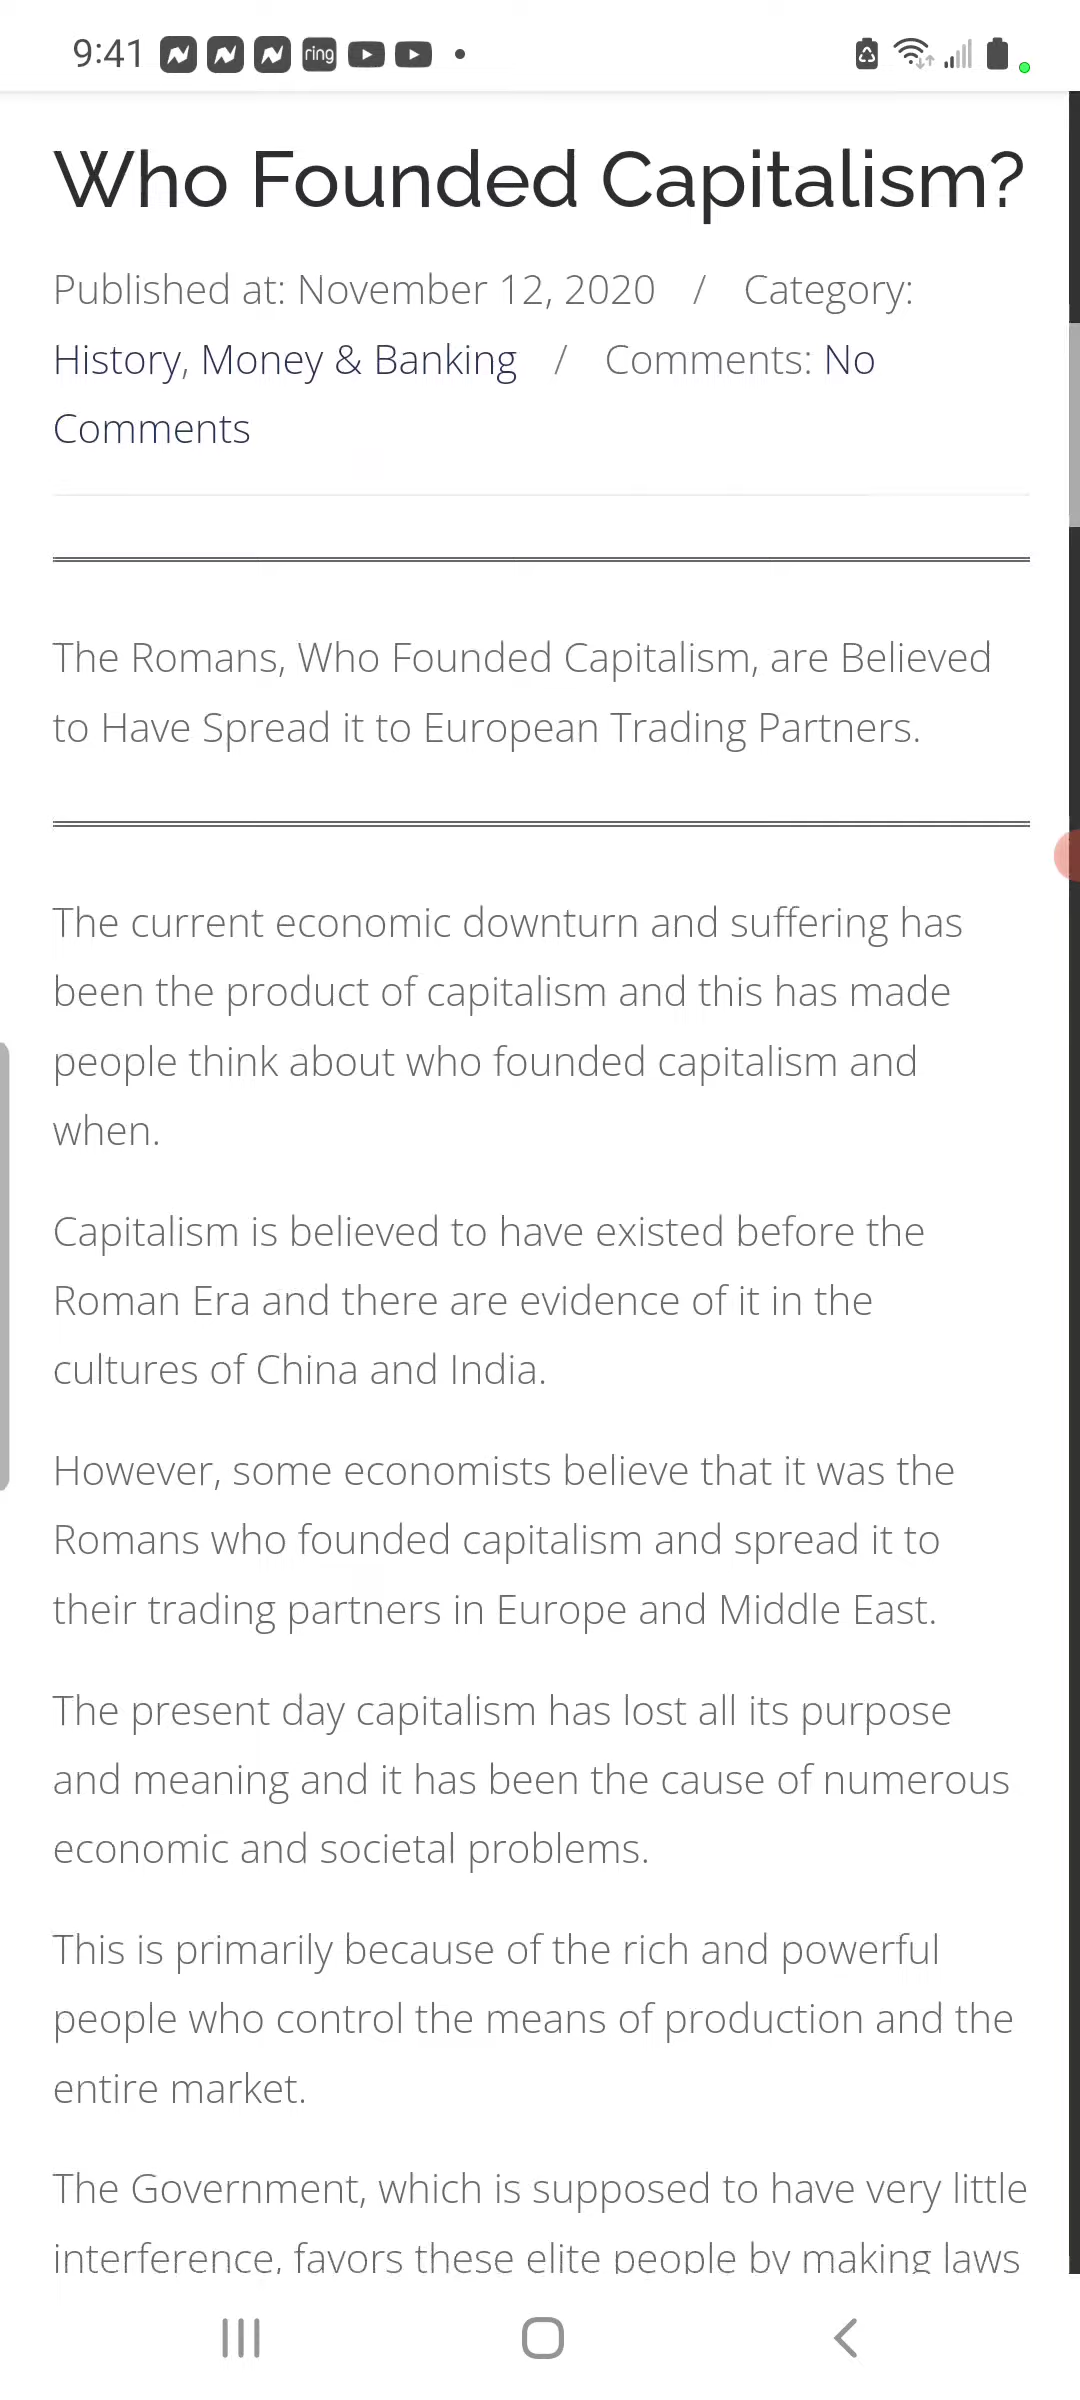 9:41
ring
Who Founded Capitalism?
Published at: November 12, 2020 / Category:
History, Money & Banking / Comments: No
Comments
The Romans, Who Founded Capitalism, are Believed
to Have Spread it to European Trading Partners.
The current economic downturn and suffering has
been the product of capitalism and this has made
people think about who founded capitalism and
when.
Capitalism is believed to have existed before the
Roman Era and there are evidence of it in the
cultures of China and India.
However, some economists believe that it was the
Romans who founded capitalism and spread it to
their trading partners in Europe and Middle East.
The present day capitalism has lost all its purpose
and meaning and it has been the cause of numerous
economic and societal problems.
This is primarily because of the rich and powerful
people who control the means of production and the
entire market.
The Government, which is supposed to have very little
interference, favors these elite people by making laws